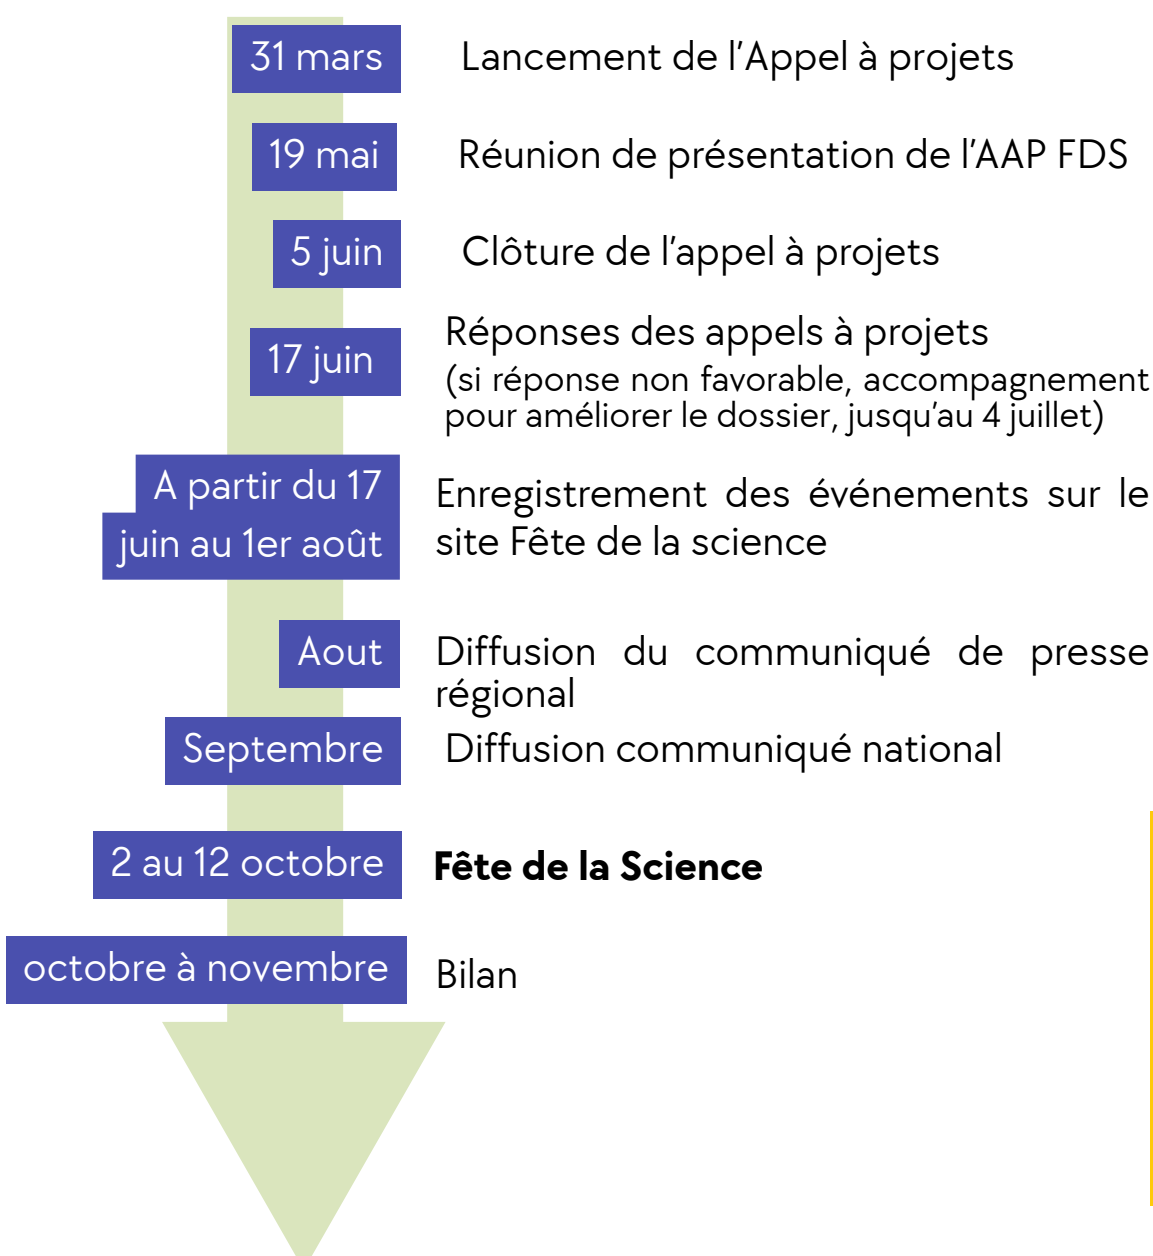 31 mars
Lancement de l'Appel à projets
19 mai
Réunion de présentation de l'AAP FDS
5 juin
Clôture de l'appel à projets
17 juin
Réponses des appels à projets
(si réponse non favorable, accompagnement
pour améliorer le dossier, jusqu'au 4 juillet)
A partir du 17
juin au 1er août
Enregistrement des événements sur le
site Fête de la science
Aout
Diffusion du communiqué de presse
régional
Septembre
Diffusion communiqué national
2 au 12 octobre
Fête de la Science
octobre à novembre
Bilan